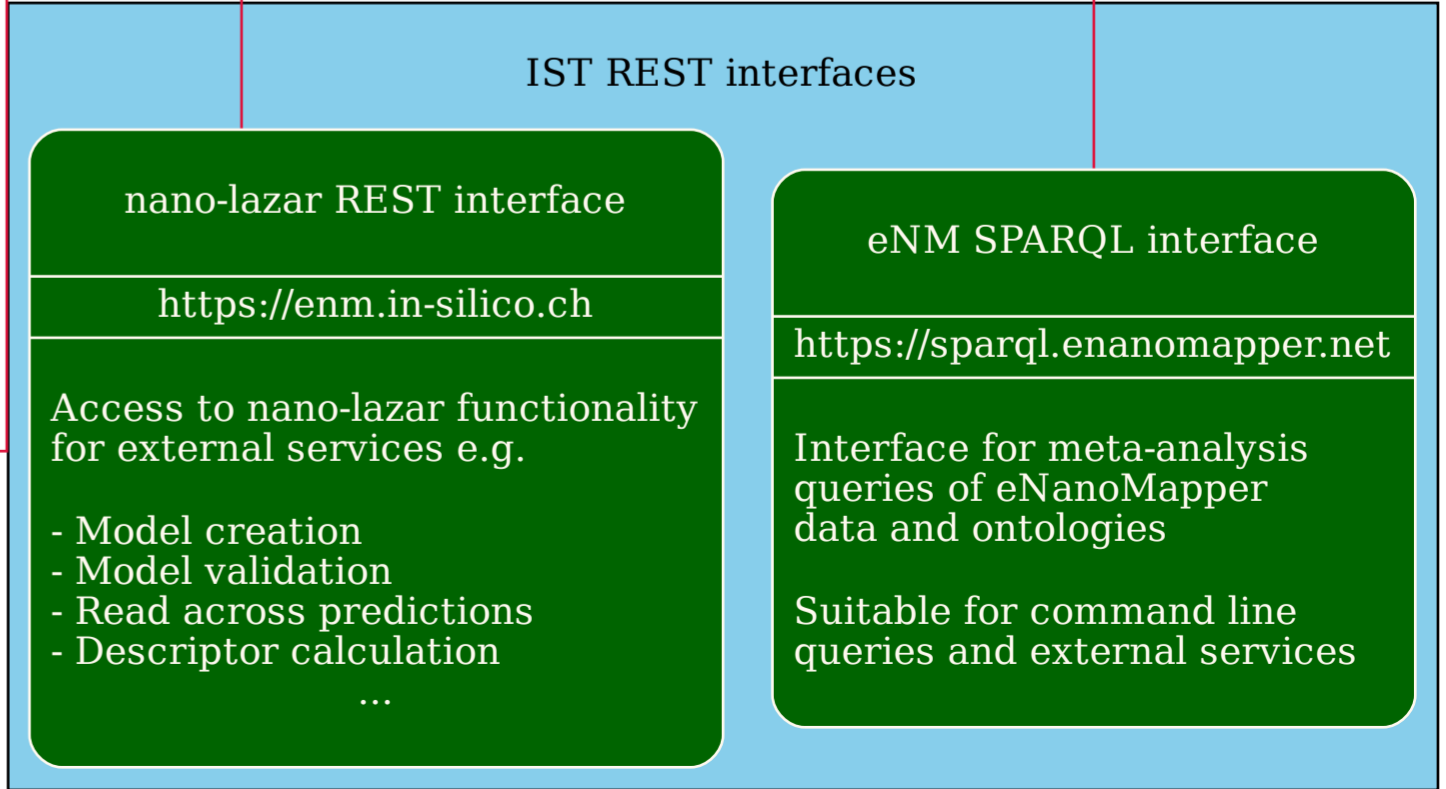 IST REST interfaces
nano-lazar REST interface
https://enm.in-silico.ch
Access to nano-lazar functionality
for external services e.g.
- Model creation
- Model validation
- Read across predictions
- Descriptor calculation
...
eNM SPARQL interface
https://sparql.enanomapper.net
Interface for meta-analysis
queries of eNanoMapper
data and ontologies
Suitable for command line
queries and external services